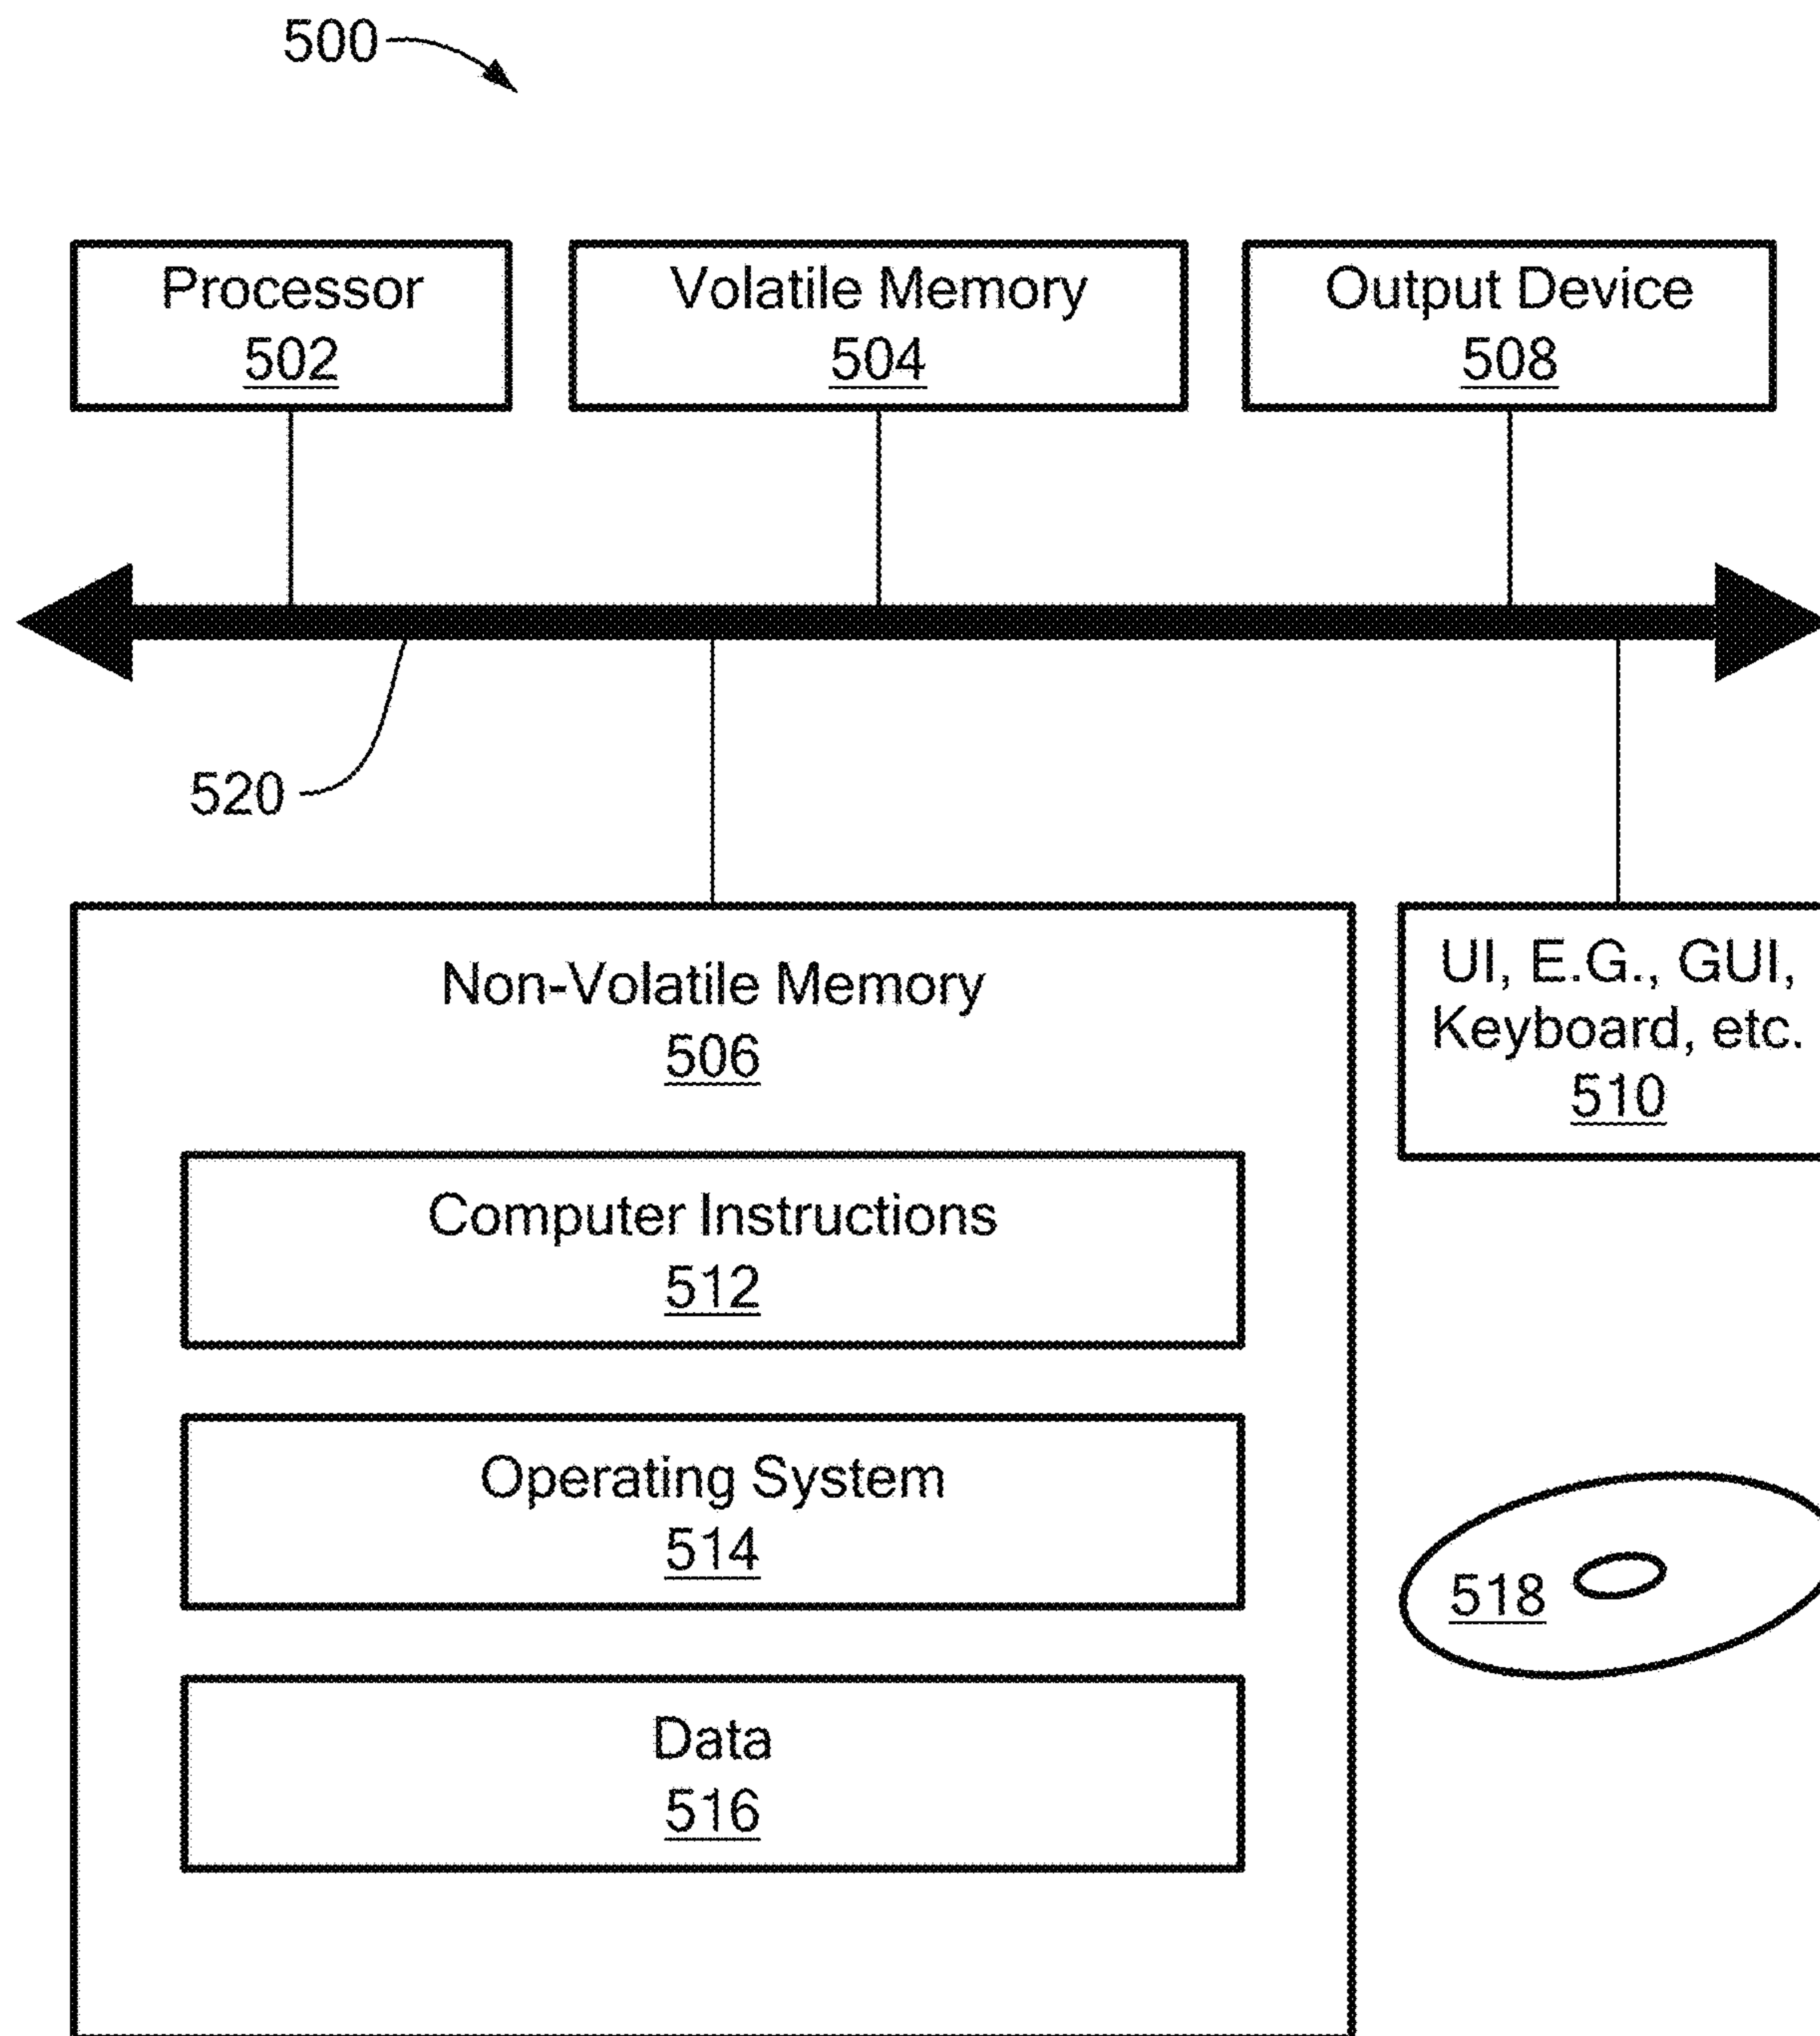 500
Processor
502
Volatile Memory
504
Output Device
508
520
Non-Volatile Memory
506
UI, E.G., GUI,
Keyboard, etc.
510
Computer Instructions
512
Operating System
514
518
Data
516